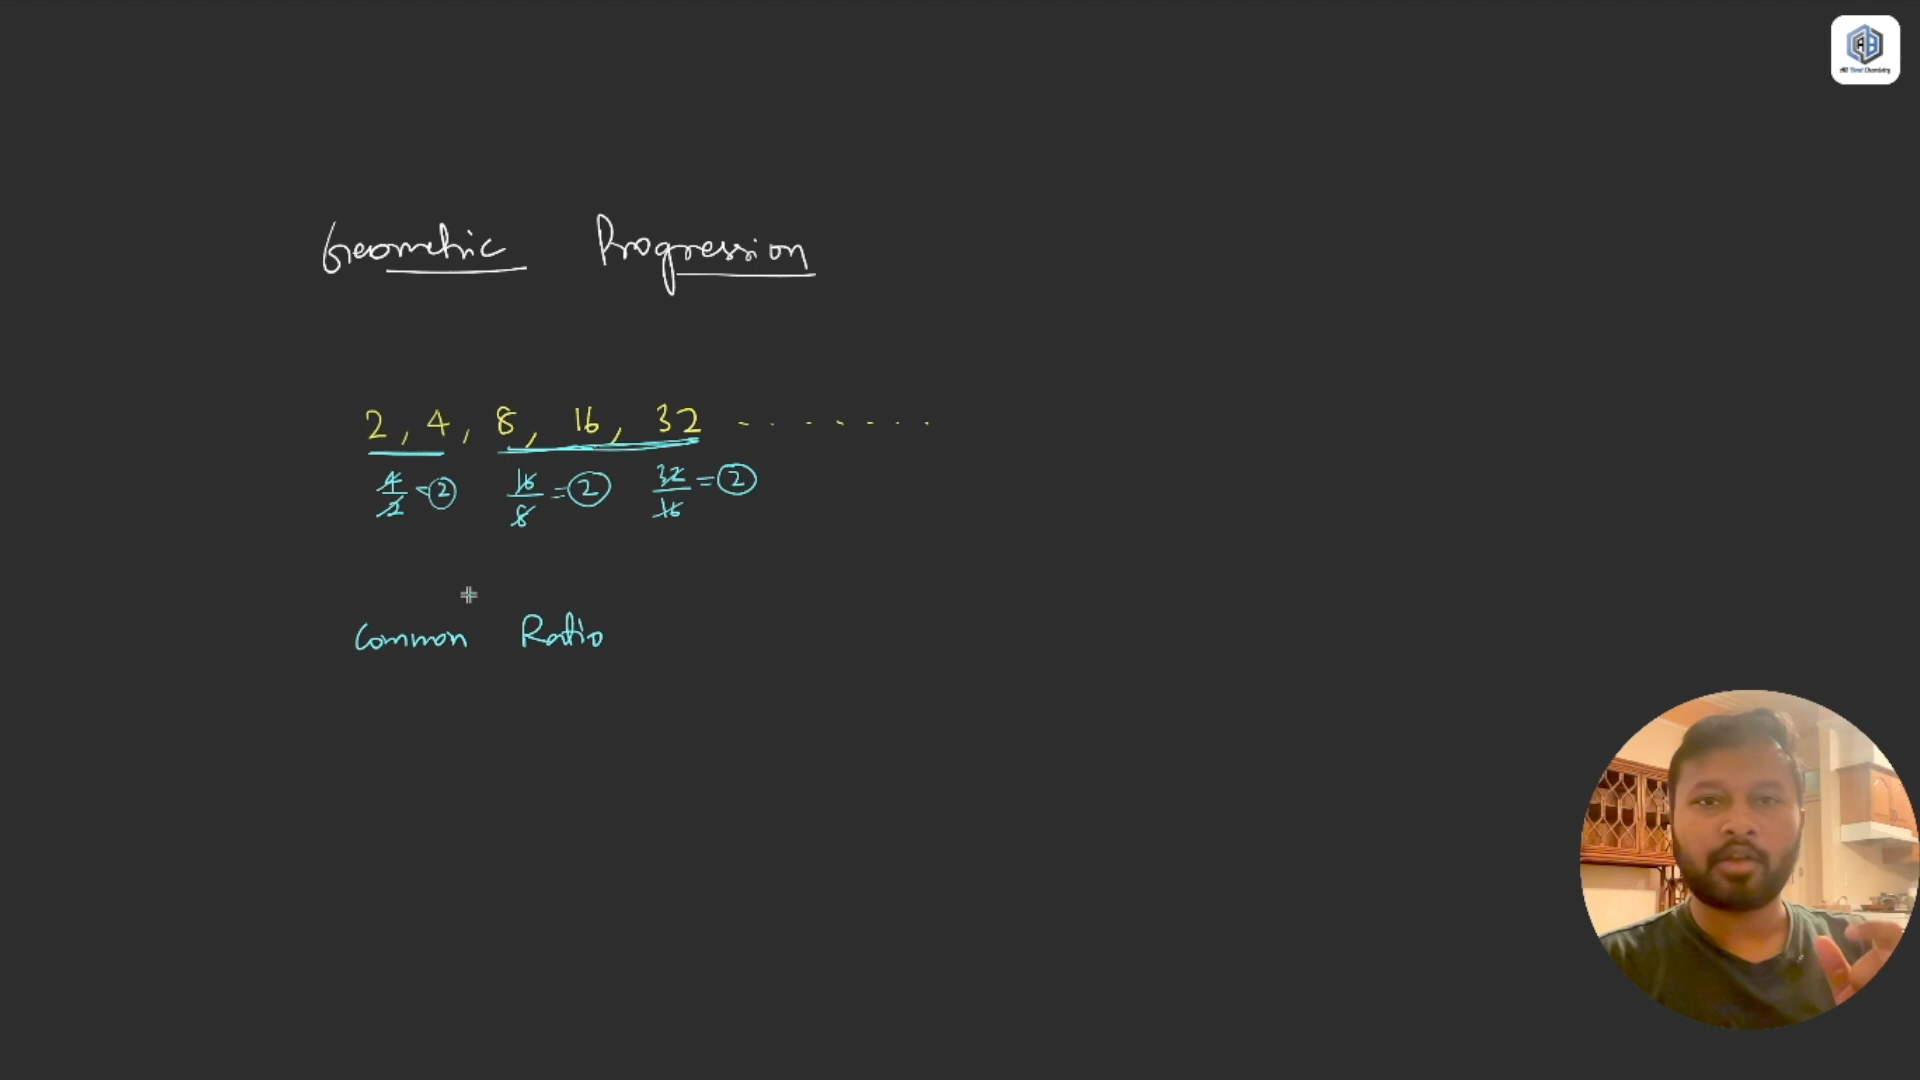 Geometric Progression
2, 4, 8, 16, 32 ........
4/2 = 2 16/8 = 2 32/16 = 2
Common Ratio